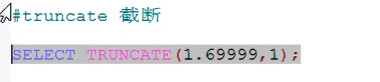 #truncate 截断
SELECT TRUNCATE(1.69999,1);